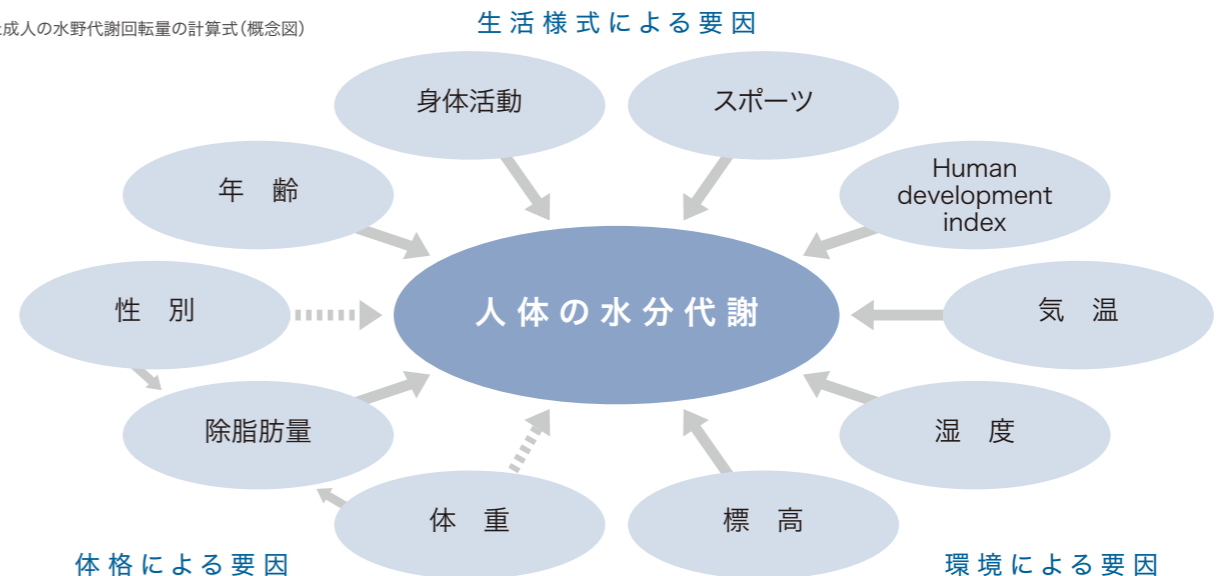 成人の水野代謝回転量の計算式(概念図)
生活様式による要因
身体活動
スポーツ
年 齢
Human
development
index
性 別
人体の水分代謝
気 温
除脂肪量
湿 度
体 重
標 高
体格による要因
環境による要因